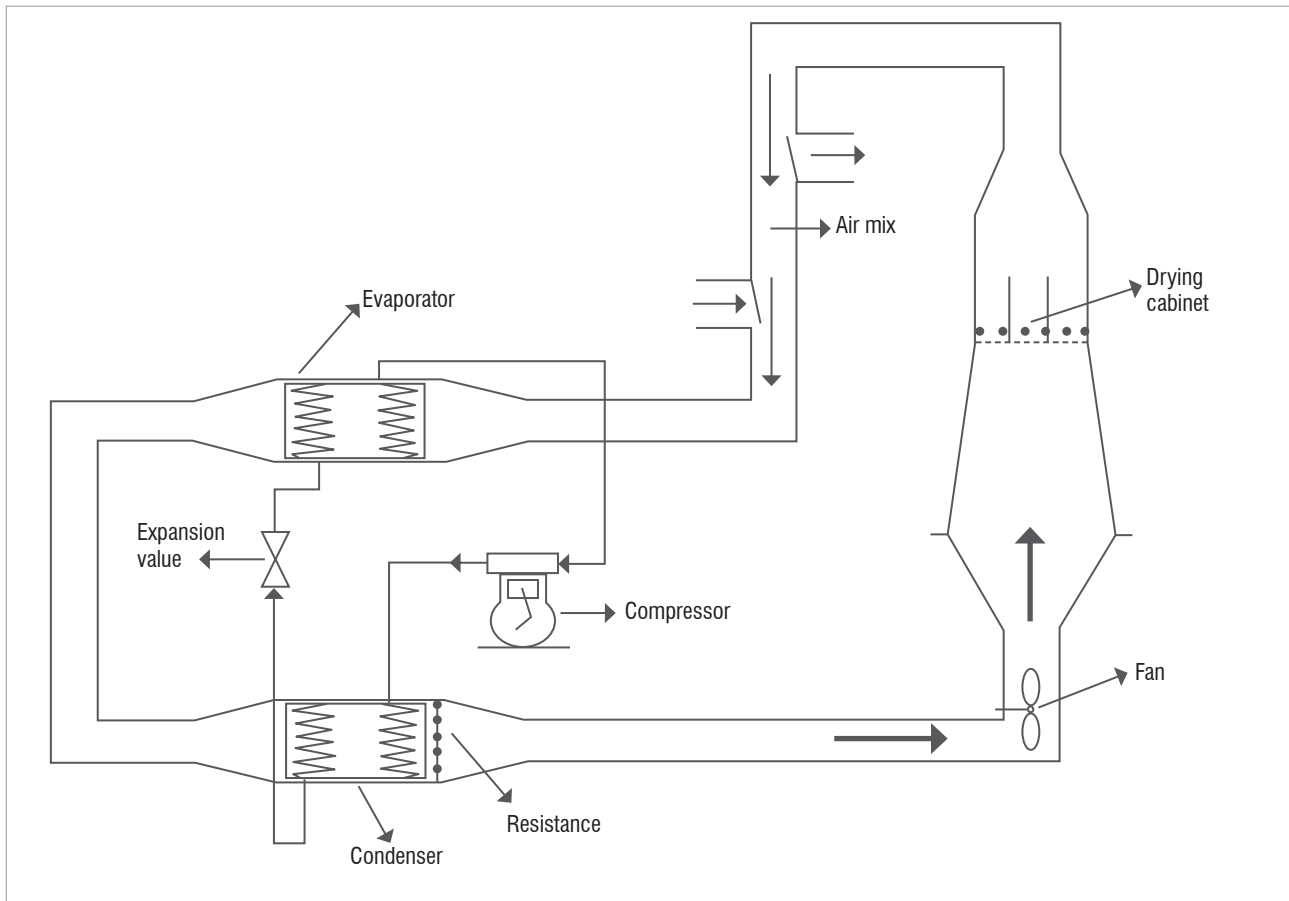 Air mix
Drying
cabinet
Evaporator
Expansion
value
Compressor
Fan
Resistance
Condenser